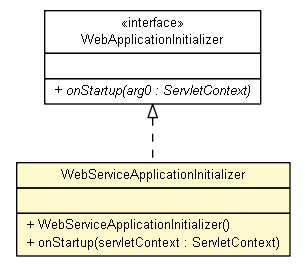 «interface»
WebApplicationInitializer
+ onStartup(arg0 : ServletContext)
WebServiceApplicationInitializer
+ WebServiceApplicationInitializer()
+ onStartup(servletContext : ServletContext)